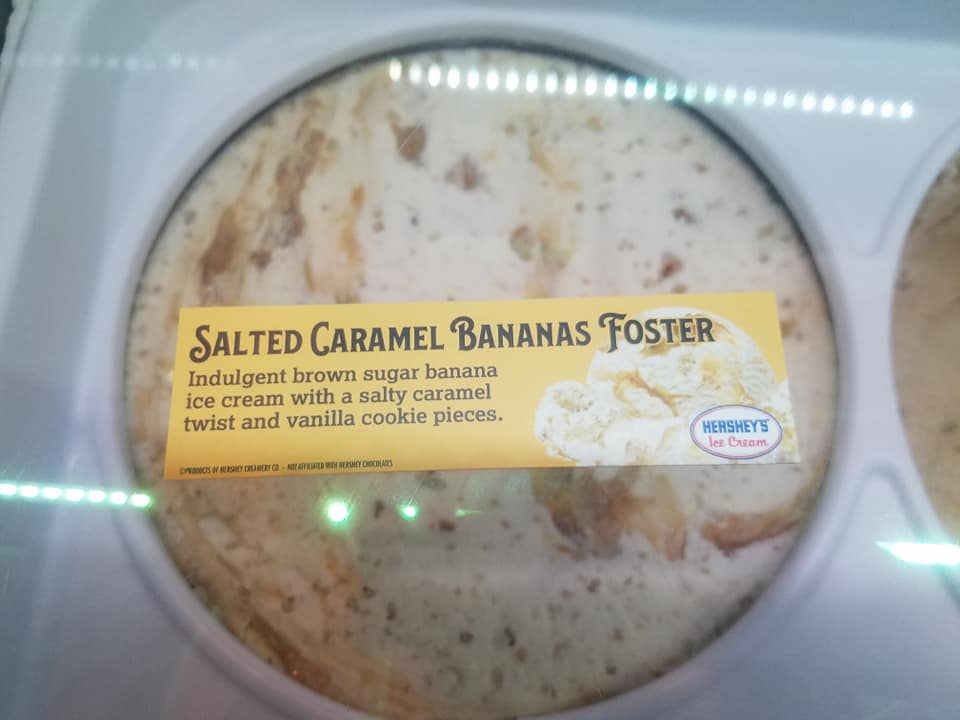 SALTED CARAMEL BANANAS FOSTER
Indulgent brown sugar banana
ice cream with a salty caramel
twist and vanilla cookie pieces.
HERSHEY'S
Ice Cream
©PRODUCTS OF HERSHEY CREAMERY CO. - NOT AFFILIATED WITH HERSHEY CHOCOLATES